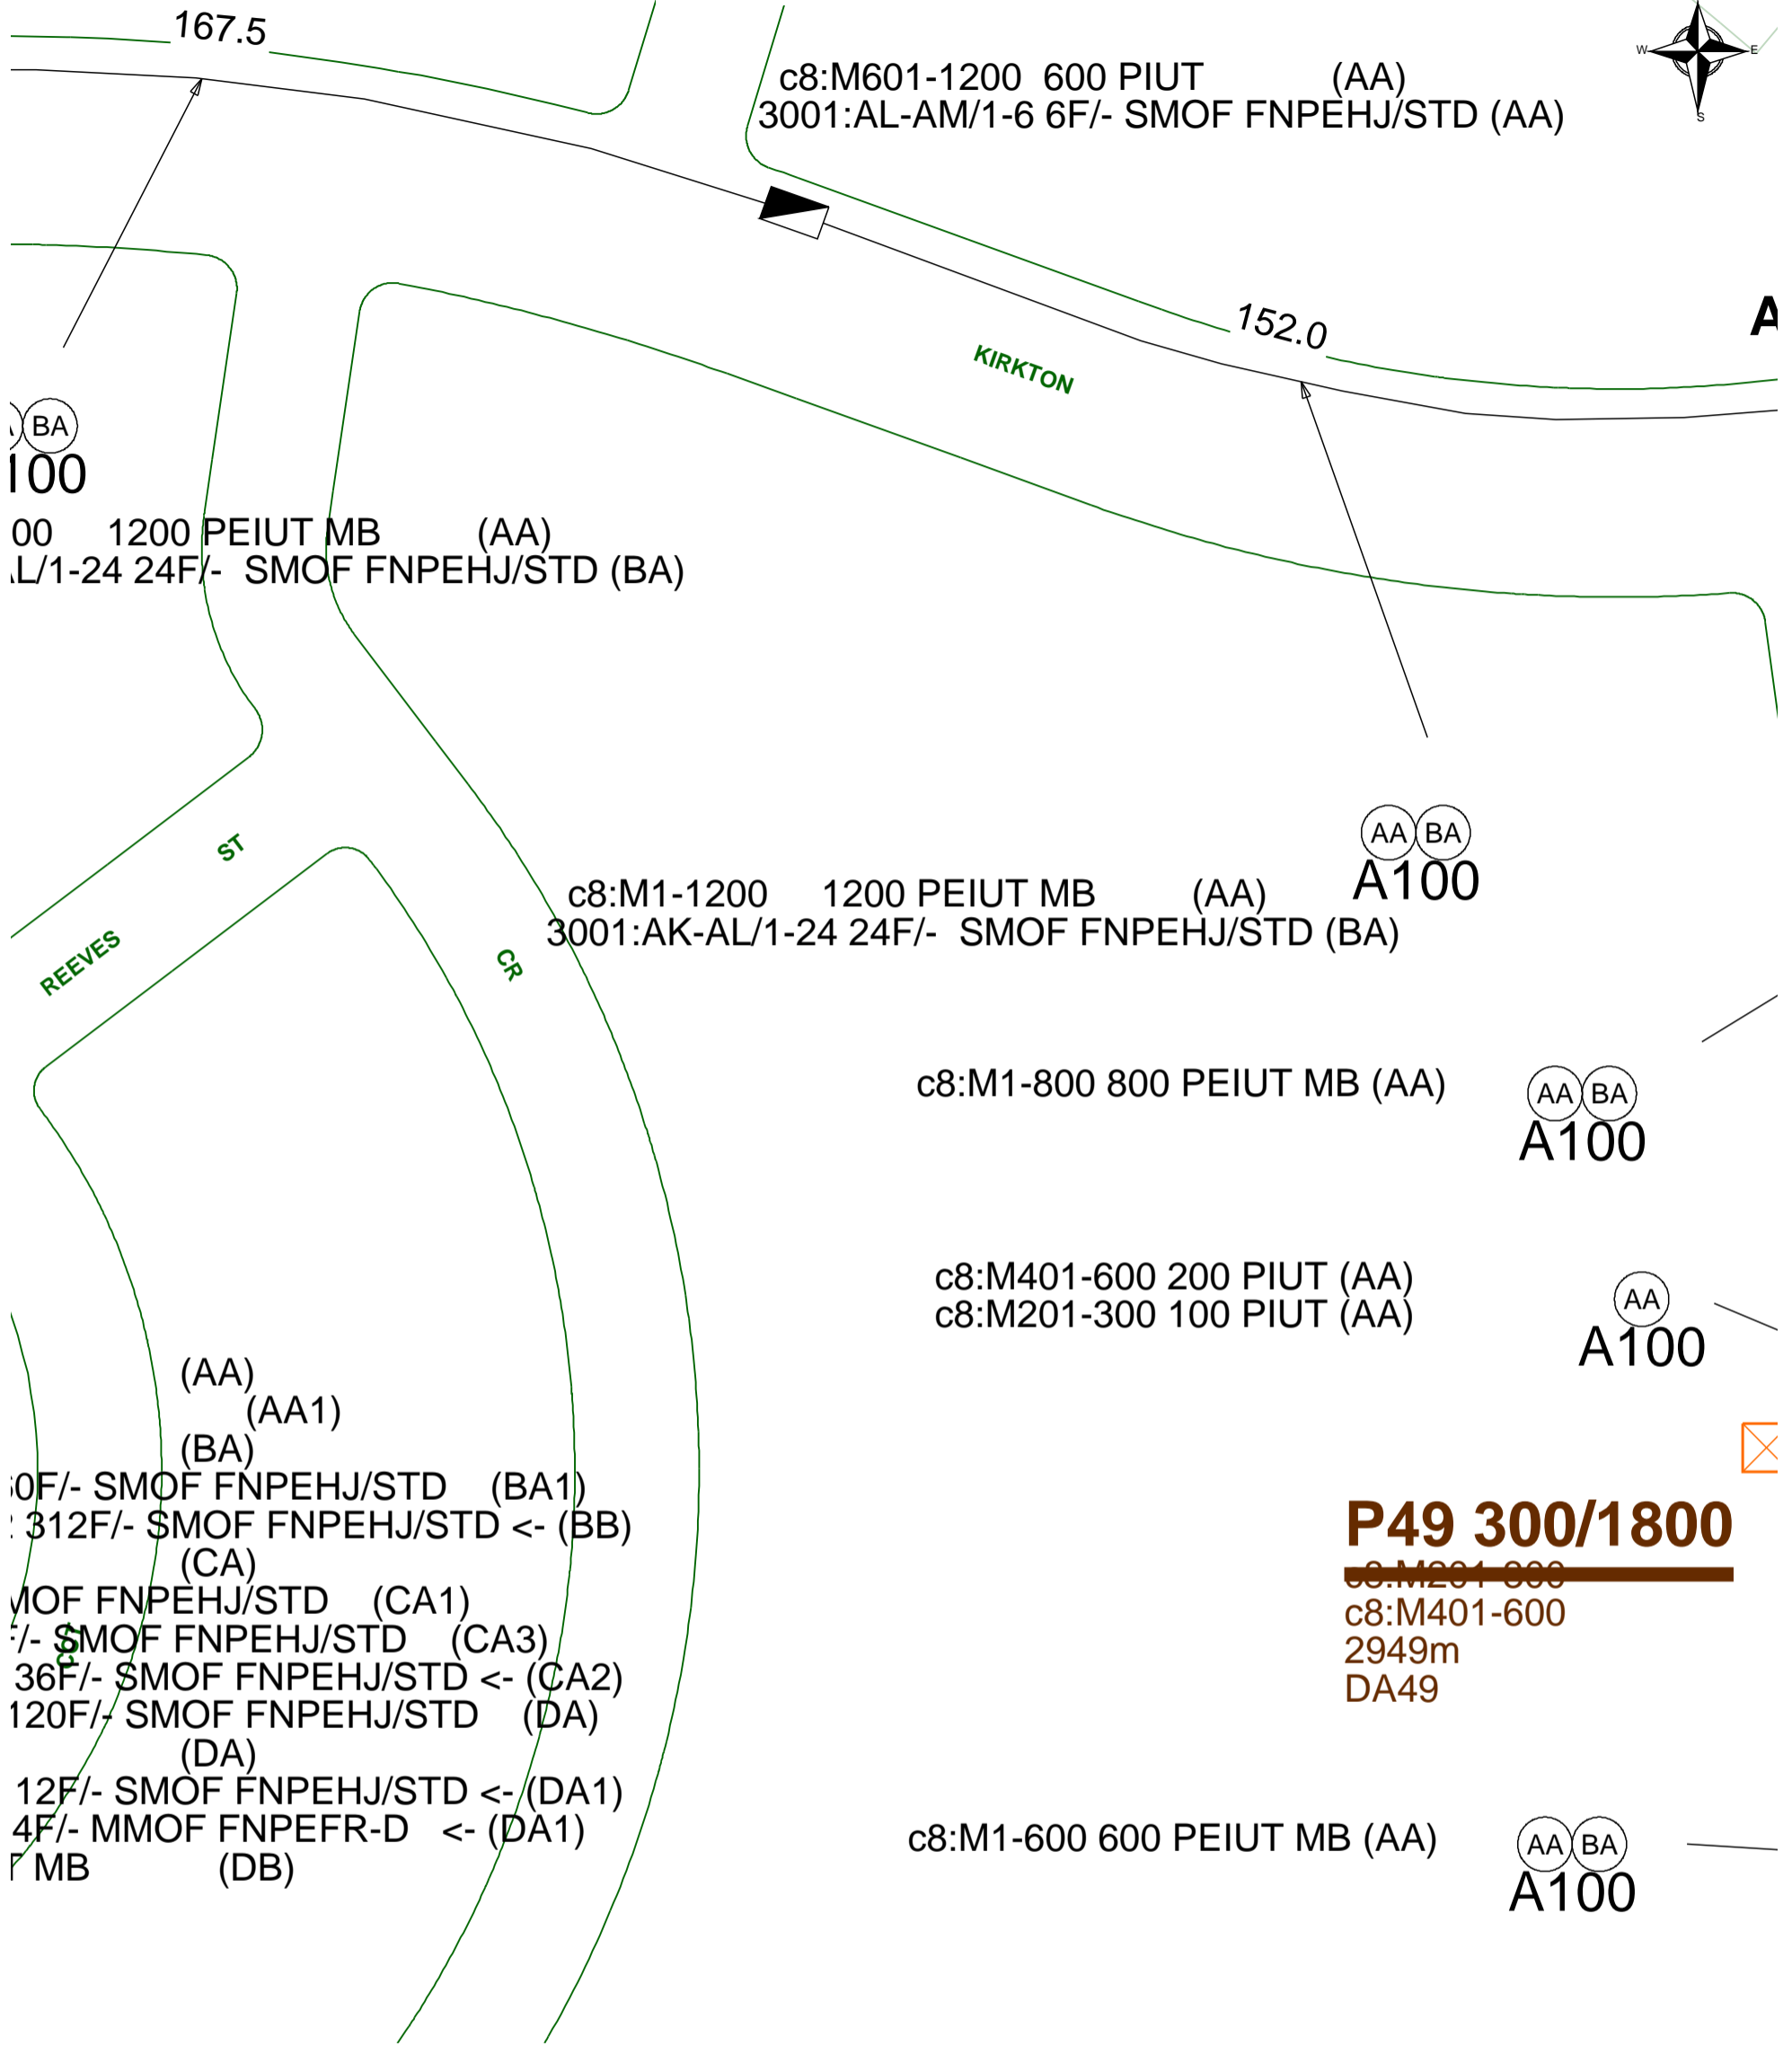 167.5
c8:M601-1200 600 PIUT (AA)
3001:AL-AM/1-6 6F/- SMOF FNPEHJ/STD (AA)
W E
S
152.0
A
KIRKTON
BA
100
00 1200 PEIUT MB (AA)
L/1-24 24F/- SMOF FNPEHJ/STD (BA)
ST
REEVES
CR
AA BA
A100
c8:M1-1200 1200 PEIUT MB (AA)
3001:AK-AL/1-24 24F/- SMOF FNPEHJ/STD (BA)
c8:M1-800 800 PEIUT MB (AA)
AA BA
A100
c8:M401-600 200 PIUT (AA)
c8:M201-300 100 PIUT (AA)
AA
A100
(AA)
(AA1)
(BA)
0F/- SMOF FNPEHJ/STD (BA1)
312F/- SMOF FNPEHJ/STD <- (BB)
(CA)
MOF FNPEHJ/STD (CA1)
F/- SMOF FNPEHJ/STD (CA3)
36F/- SMOF FNPEHJ/STD <- (CA2)
120F/- SMOF FNPEHJ/STD (DA)
(DA)
12F/- SMOF FNPEHJ/STD <- (DA1)
4F/- MMOF FNPEFR-D <- (DA1)
T MB (DB)
P49 300/1800
c8:M201-300
c8:M401-600
2949m
DA49
c8:M1-600 600 PEIUT MB (AA)
AA BA
A100